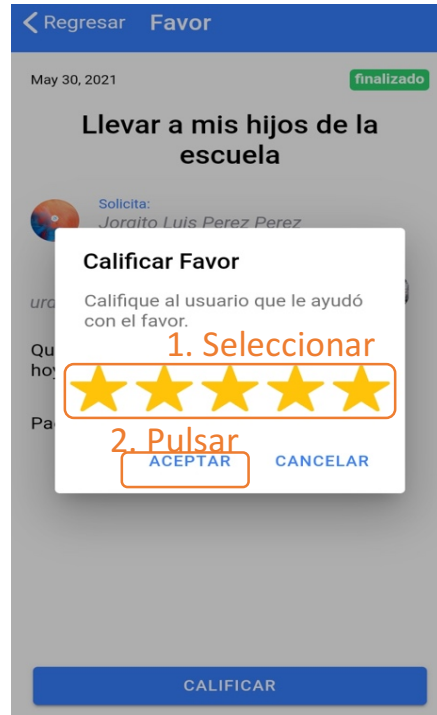 Regresar Favor
May 30, 2021 finalizado
Llevar a mis hijos de la
escuela
Solicita:
Jorgito Luis Perez Perez
Calificar Favor
Califique al usuario que le ayudó
con el favor.
1. Seleccionar
2. Pulsar
ACEPTAR CANCELAR
CALIFICAR